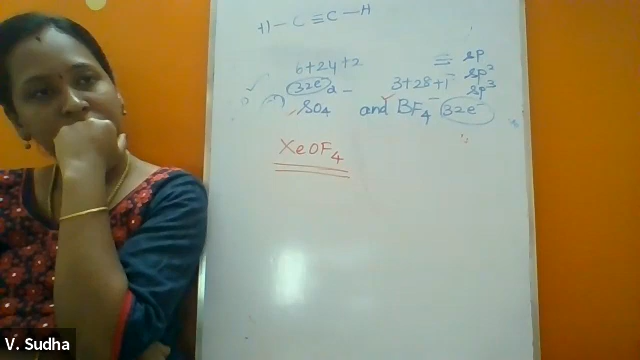 H – C ≡ C – H
6+24+2
≡ sp
32e⁻
3+28+1
sp²
sp³
SO₄ and BF₄⁻ 32e⁻
XeOF₄
V. Sudha